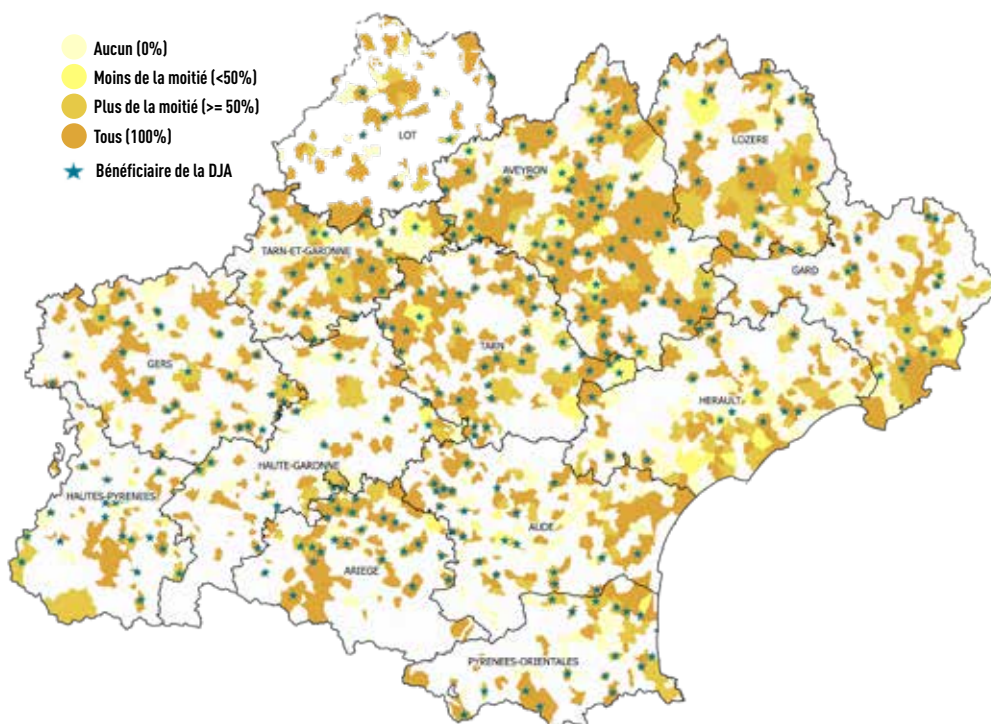 Aucun (0%)
Moins de la moitié (<50%)
Plus de la moitié (>= 50%)
Tous (100%)
Bénéficiaire de la DJA
LOT
LOZERE
AVEYRON
TARN-ET-GARONNE
GARD
GERS
TARN
HERAULT
HAUTE-GARONNE
HAUTES-PYRENEES
AUDE
ARIEGE
PYRENEES-ORIENTALES